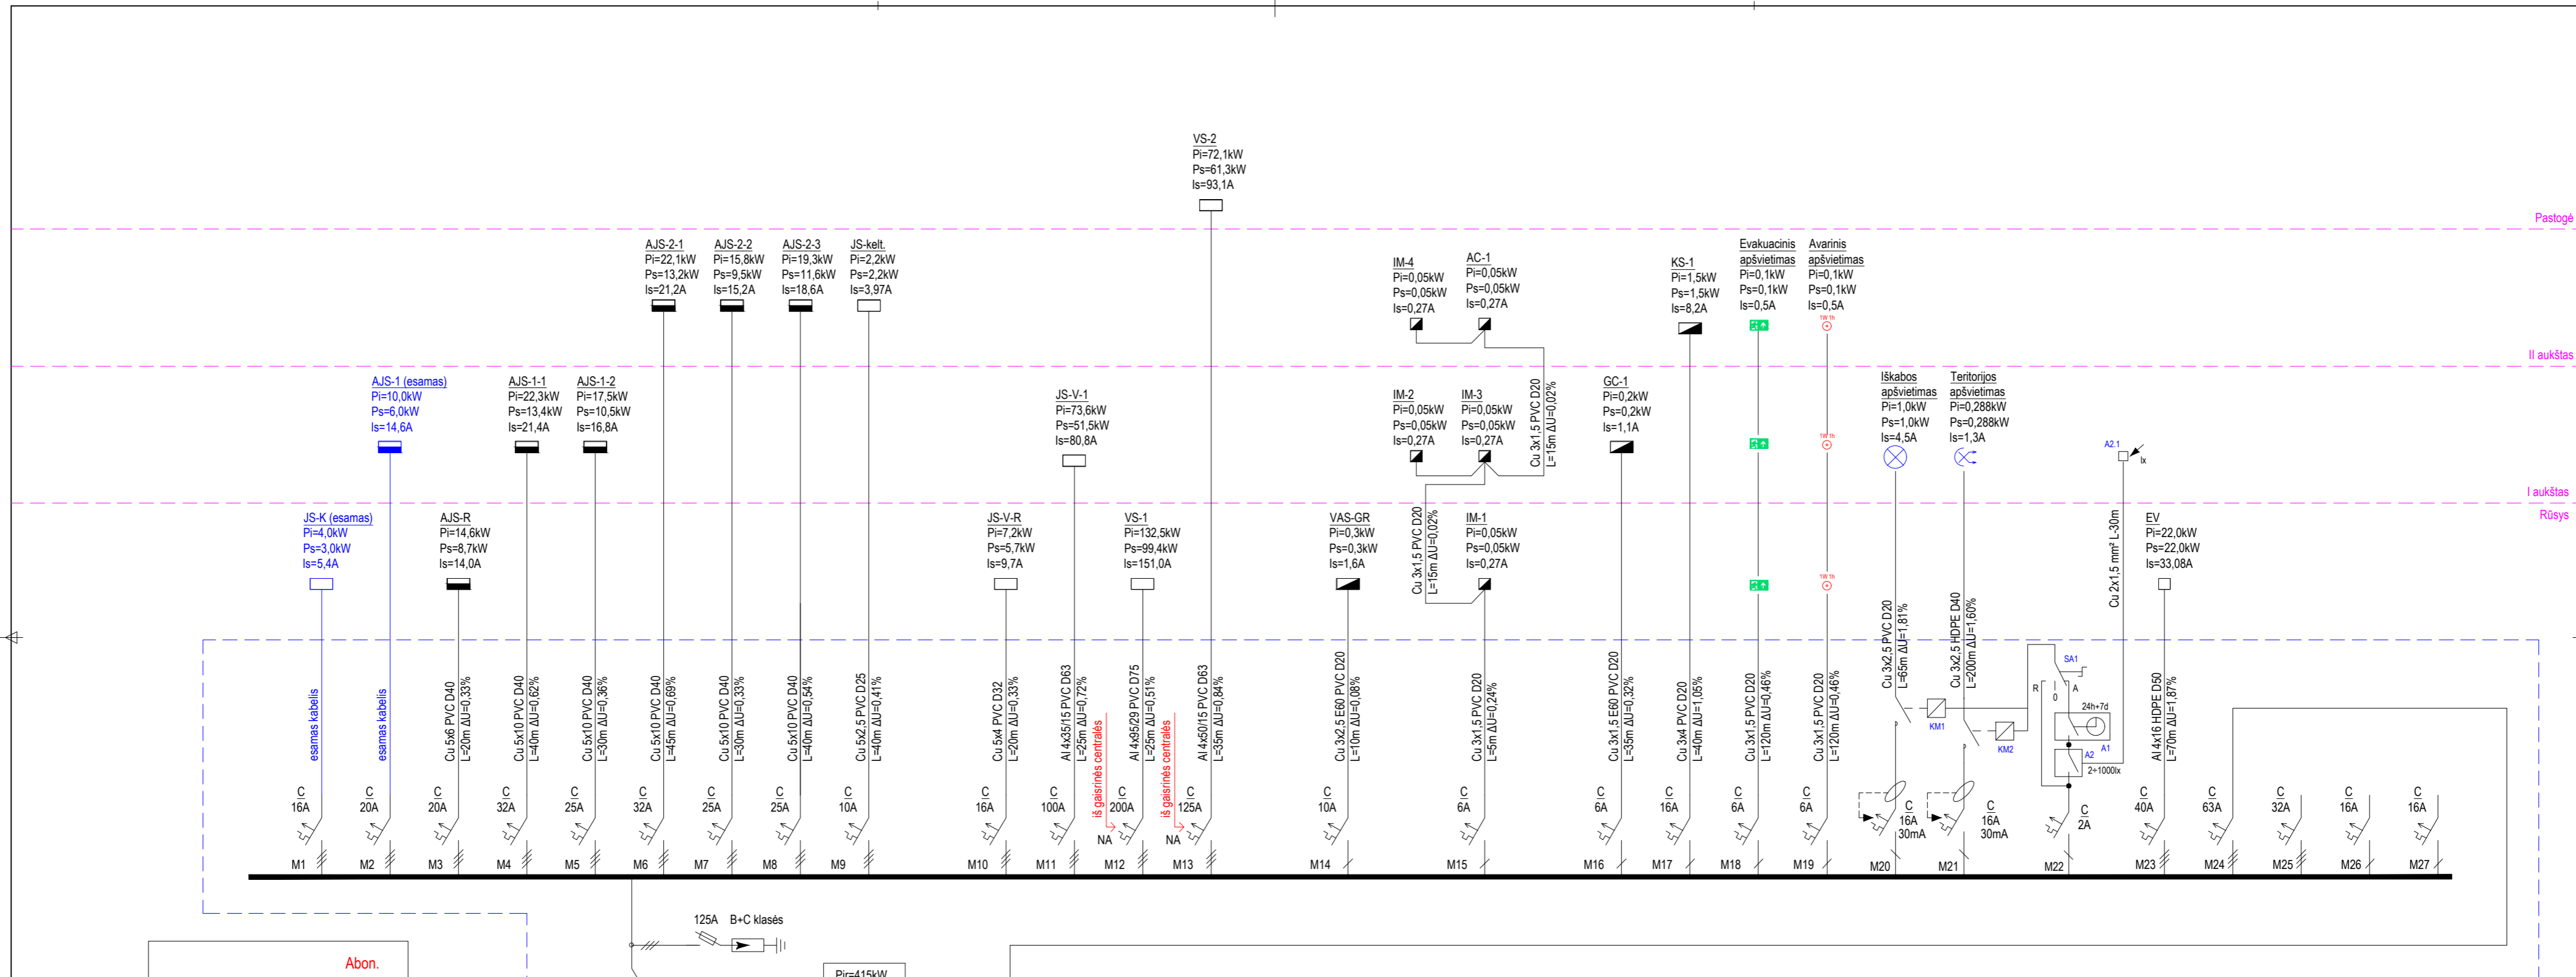 VS-2
Pi=72,1kW
Ps=61,3kW
Is=93,1A
Pastogė
AJS-2-1
Pi=22,1kW
Ps=13,2kW
Is=21,2A
AJS-2-2
Pi=15,8kW
Ps=9,5kW
Is=15,2A
AJS-2-3
Pi=19,3kW
Ps=11,6kW
Is=18,6A
JS-kelt.
Pi=2,2kW
Ps=2,2kW
Is=3,97A
IM-4
Pi=0,05kW
Ps=0,05kW
Is=0,27A
AC-1
Pi=0,05kW
Ps=0,05kW
Is=0,27A
KS-1
Pi=1,5kW
Ps=1,5kW
Is=8,2A
Evakuacinis
apšvietimas
Pi=0,1kW
Ps=0,1kW
Is=0,5A
Avarinis
apšvietimas
Pi=0,1kW
Ps=0,1kW
Is=0,5A
1W 1h
II aukštas
AJS-1 (esamas)
Pi=10,0kW
Ps=6,0kW
Is=14,6A
AJS-1-1
Pi=22,3kW
Ps=13,4kW
Is=21,4A
AJS-1-2
Pi=17,5kW
Ps=10,5kW
Is=16,8A
JS-V-1
Pi=73,6kW
Ps=51,5kW
Is=80,8A
IM-2
Pi=0,05kW
Ps=0,05kW
Is=0,27A
IM-3
Pi=0,05kW
Ps=0,05kW
Is=0,27A
Cu 3x1,5 PVC D20
L=15m ΔU=0,02%
GC-1
Pi=0,2kW
Ps=0,2kW
Is=1,1A
1W 1h
Iškabos
apšvietimas
Pi=1,0kW
Ps=1,0kW
Is=4,5A
Teritorijos
apšvietimas
Pi=0,288kW
Ps=0,288kW
Is=1,3A
A2.1
lx
I aukštas
Rūsys
JS-K (esamas)
Pi=4,0kW
Ps=3,0kW
Is=5,4A
AJS-R
Pi=14,6kW
Ps=8,7kW
Is=14,0A
JS-V-R
Pi=7,2kW
Ps=5,7kW
Is=9,7A
VS-1
Pi=132,5kW
Ps=99,4kW
Is=151,0A
VAS-GR
Pi=0,3kW
Ps=0,3kW
Is=1,6A
Cu 3x1,5 PVC D20
L=15m ΔU=0,02%
IM-1
Pi=0,05kW
Ps=0,05kW
Is=0,27A
1W 1h
Cu 2x1,5 mm² L-30m
EV
Pi=22,0kW
Ps=22,0kW
Is=33,08A
esamas kabelis
esamas kabelis
Cu 5x6 PVC D40
L=20m ΔU=0,33%
Cu 5x10 PVC D40
L=40m ΔU=0,62%
Cu 5x10 PVC D40
L=30m ΔU=0,36%
Cu 5x10 PVC D40
L=45m ΔU=0,69%
Cu 5x10 PVC D40
L=30m ΔU=0,33%
Cu 5x10 PVC D40
L=40m ΔU=0,54%
Cu 5x2,5 PVC D25
L=40m ΔU=0,41%
Cu 5x4 PVC D32
L=20m ΔU=0,33%
Al 4x35/15 PVC D63
L=25m ΔU=0,72%
iš gaisrinės centralės
Al 4x95/29 PVC D75
L=25m ΔU=0,51%
iš gaisrinės centralės
Al 4x50/15 PVC D63
L=35m ΔU=0,84%
Cu 3x2,5 E60 PVC D20
L=10m ΔU=0,08%
Cu 3x1,5 PVC D20
L=5m ΔU=0,24%
Cu 3x1,5 E60 PVC D20
L=35m ΔU=0,32%
Cu 3x4 PVC D20
L=40m ΔU=1,05%
Cu 3x1,5 PVC D20
L=120m ΔU=0,46%
Cu 3x1,5 PVC D20
L=120m ΔU=0,46%
Cu 3x2,5 PVC D20
L=65m ΔU=1,81%
Cu 3x2,5 HDPE D40
L=200m ΔU=1,60%
KM1
KM2
SA1
R
0
A
24h+7d
A1
A2
2÷1000lx
Al 4x16 HDPE D50
L=70m ΔU=1,87%
C
16A
C
20A
C
20A
C
32A
C
25A
C
32A
C
25A
C
25A
C
10A
C
16A
C
100A
C
200A
NA
C
125A
NA
C
10A
C
6A
C
6A
C
16A
C
6A
C
6A
C
16A
30mA
C
16A
30mA
C
2A
C
40A
C
63A
C
32A
C
16A
C
16A
M1
M2
M3
M4
M5
M6
M7
M8
M9
M10
M11
M12
M13
M14
M15
M16
M17
M18
M19
M20
M21
M22
M23
M24
M25
M26
M27
125A
B+C klasės
Abon.
Pir=415kW